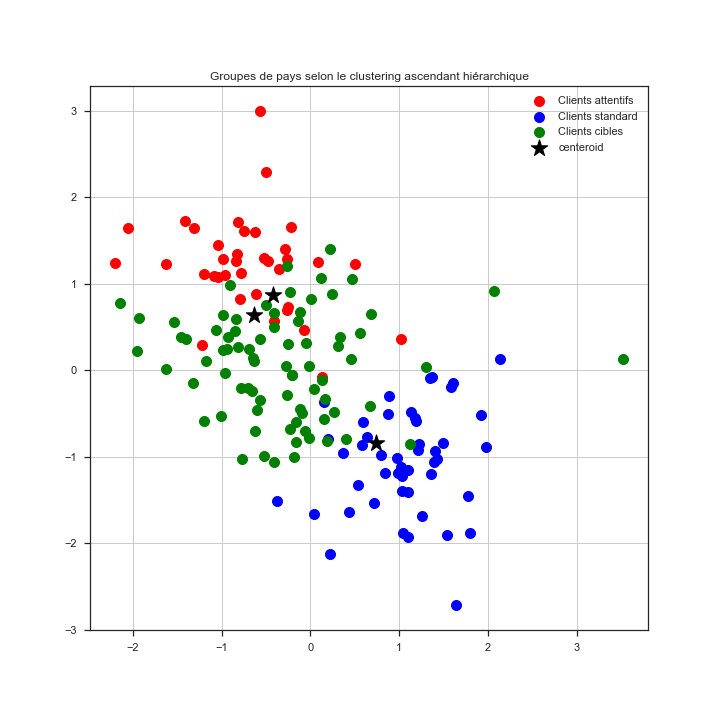 Groupes de pays selon le clustering ascendant hiérarchique
Clients attentifs
Clients standard
Clients cibles
œnteroid
3
2
1
0
−1
−2
−3
−2
−1
0
1
2
3